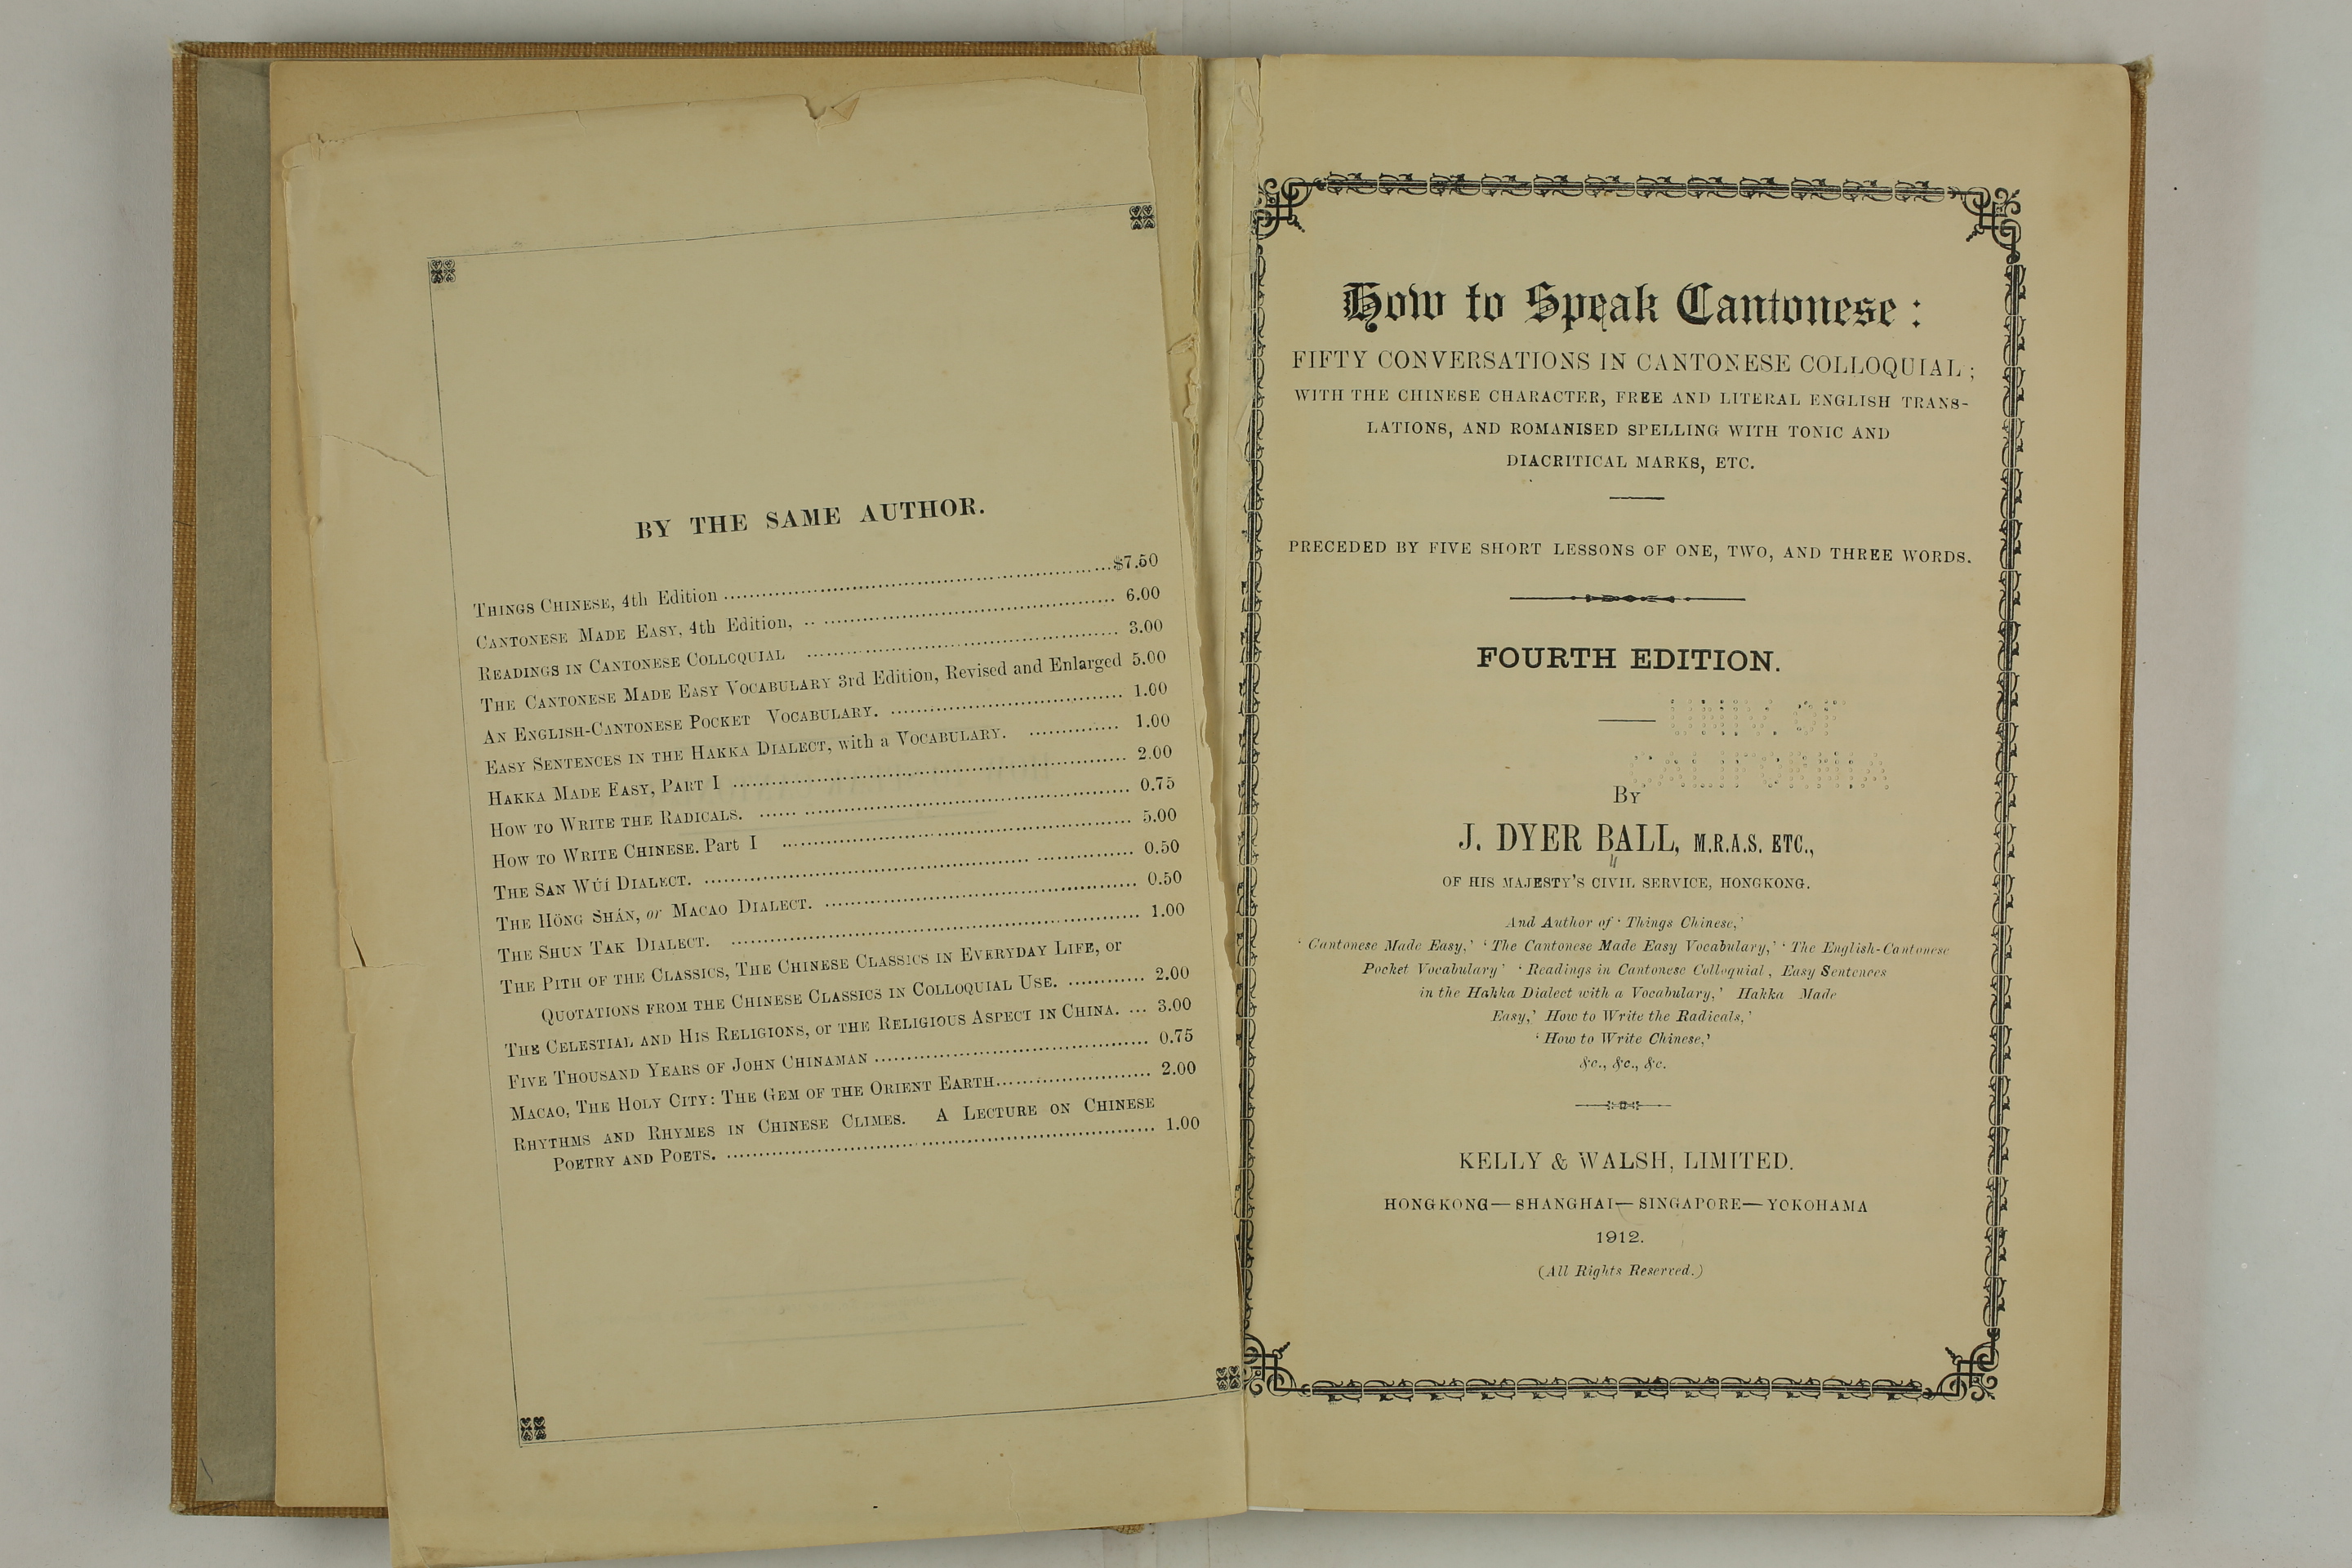 BY THE SAME AUTHOR.
THINGS CHINESE, 4th Edition ........................ $7.50
CANTONESE MADE EASY, 4th Edition, ........................ 6.00
READINGS IN CANTONESE COLLOQUIAL ........................ 3.00
THE CANTONESE MADE EASY VOCABULARY 3rd Edition, Revised and Enlarged 5.00
AN ENGLISH-CANTONESE POCKET VOCABULARY. ........................ 1.00
EASY SENTENCES IN THE HAKKA DIALECT, with a VOCABULARY. .............. 1.00
HAKKA MADE EASY, PART I ........................ 2.00
HOW TO WRITE THE RADICALS. ........................ 0.75
HOW TO WRITE CHINESE. Part I ........................ 5.00
THE SAN WÚÍ DIALECT. ........................ 0.50
THE HÖNG SHÁN, or MACAO DIALECT. ........................ 0.50
THE SHUN TAK DIALECT. ........................ 1.00
THE PITH OF THE CLASSICS, THE CHINESE CLASSICS IN EVERYDAY LIFE, or
QUOTATIONS FROM THE CHINESE CLASSICS IN COLLOQUIAL USE. ............ 2.00
THE CELESTIAL AND HIS RELIGIONS, or THE RELIGIOUS ASPECT IN CHINA. ... 3.00
FIVE THOUSAND YEARS OF JOHN CHINAMAN ........................ 0.75
MACAO, THE HOLY CITY: THE GEM OF THE ORIENT EARTH........................ 2.00
RHYTHMS AND RHYMES IN CHINESE CLIMES. A LECTURE ON CHINESE
POETRY AND POETS. ........................ 1.00
How to Speak Cantonese:
FIFTY CONVERSATIONS IN CANTONESE COLLOQUIAL;
WITH THE CHINESE CHARACTER, FREE AND LITERAL ENGLISH TRANS-
LATIONS, AND ROMANISED SPELLING WITH TONIC AND
DIACRITICAL MARKS, ETC.
PRECEDED BY FIVE SHORT LESSONS OF ONE, TWO, AND THREE WORDS.
FOURTH EDITION.
UNIV. OF
CALIFORNIA
BY
J. DYER BALL, M.R.A.S. ETC.,
OF HIS MAJESTY'S CIVIL SERVICE, HONGKONG.
And Author of 'Things Chinese,'
'Cantonese Made Easy,' 'The Cantonese Made Easy Vocabulary,' 'The English-Cantonese
Pocket Vocabulary' 'Readings in Cantonese Colloquial, Easy Sentences
in the Hakka Dialect with a Vocabulary,' Hakka Made
Easy,' How to Write the Radicals,'
'How to Write Chinese,'
&c., &c., &c.
KELLY & WALSH, LIMITED.
HONGKONG—SHANGHAI—SINGAPORE—YOKOHAMA
1912.
(All Rights Reserved.)